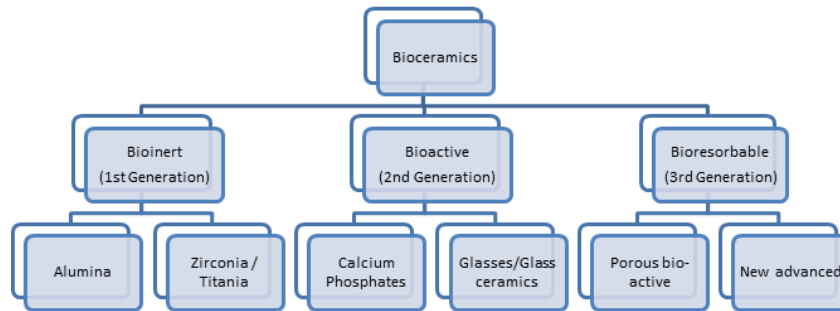 Bioceramics
Bioinert
(1st Generation)
Bioactive
(2nd Generation)
Bioresorbable
(3rd Generation)
Alumina
Zirconia /
Titania
Calcium
Phosphates
Glasses/Glass
ceramics
Porous bio-
active
New advanced